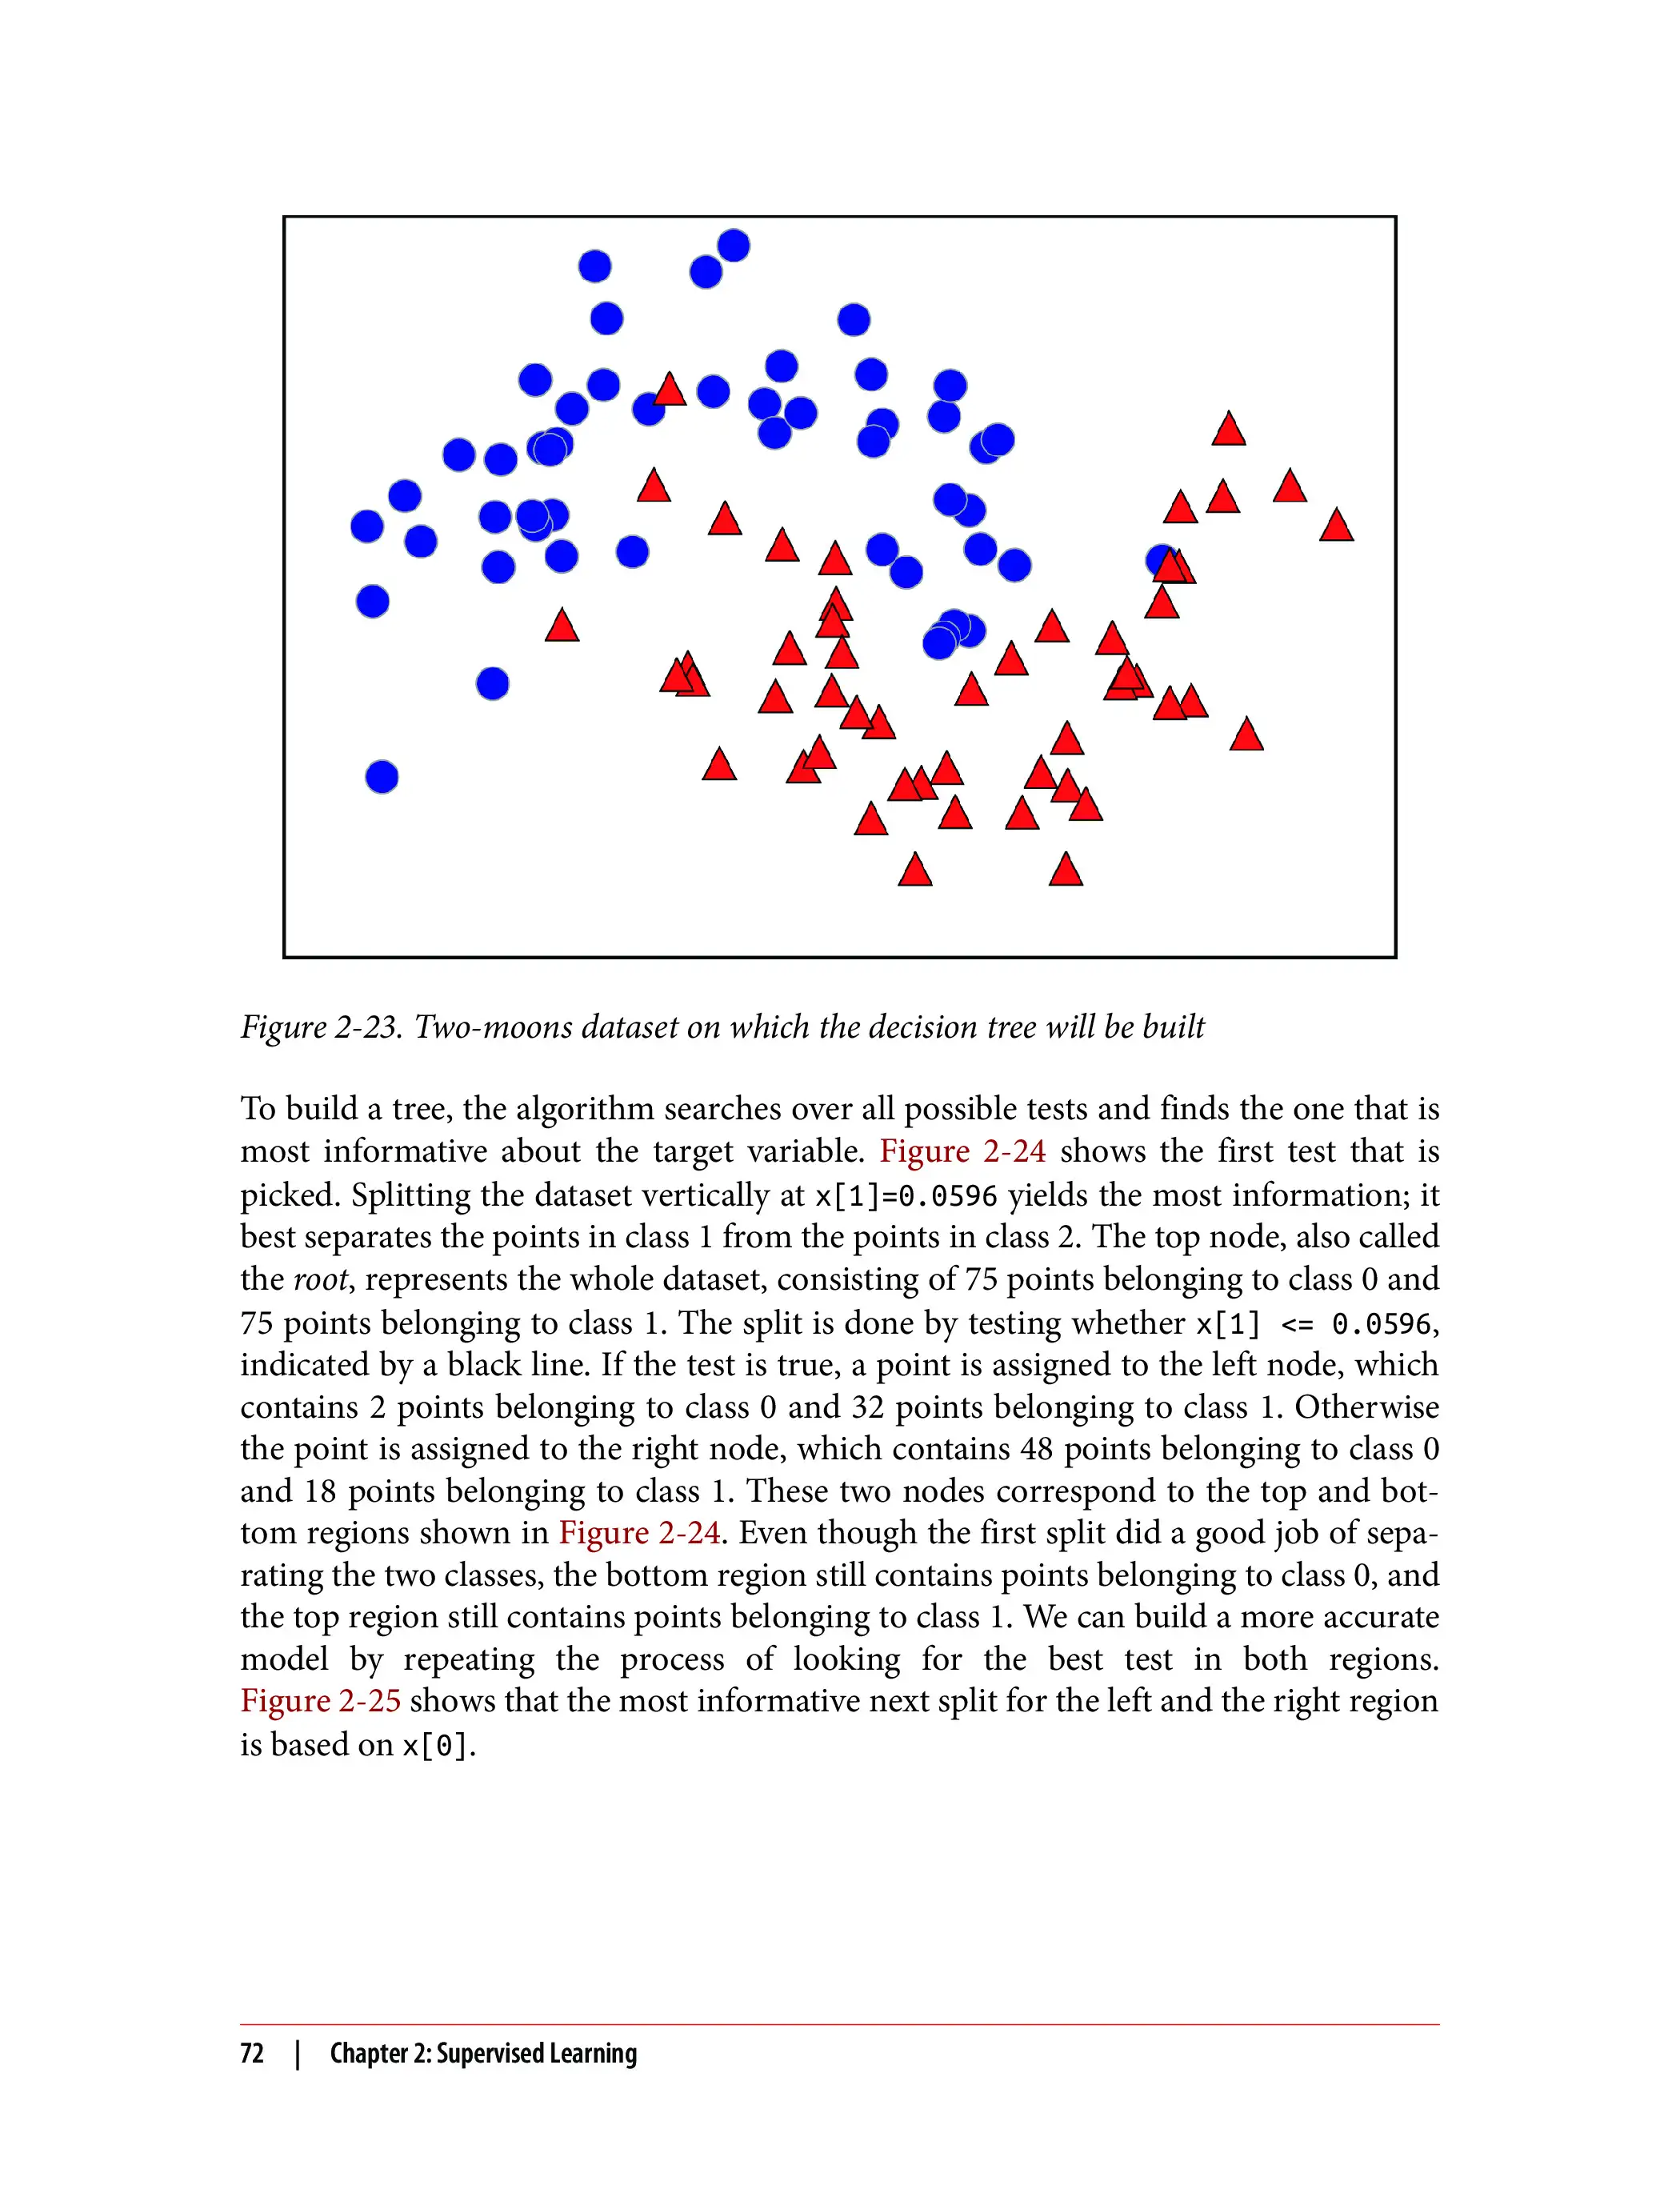 Figure 2-23. Two-moons dataset on which the decision tree will be built
To build a tree, the algorithm searches over all possible tests and finds the one that is
most informative about the target variable. Figure 2-24 shows the first test that is
picked. Splitting the dataset vertically at x[1]=0.0596 yields the most information; it
best separates the points in class 1 from the points in class 2. The top node, also called
the root, represents the whole dataset, consisting of 75 points belonging to class 0 and
75 points belonging to class 1. The split is done by testing whether x[1] <= 0.0596,
indicated by a black line. If the test is true, a point is assigned to the left node, which
contains 2 points belonging to class 0 and 32 points belonging to class 1. Otherwise
the point is assigned to the right node, which contains 48 points belonging to class 0
and 18 points belonging to class 1. These two nodes correspond to the top and bot-
tom regions shown in Figure 2-24. Even though the first split did a good job of sepa-
rating the two classes, the bottom region still contains points belonging to class 0, and
the top region still contains points belonging to class 1. We can build a more accurate
model by repeating the process of looking for the best test in both regions.
Figure 2-25 shows that the most informative next split for the left and the right region
is based on x[0].
72 | Chapter 2: Supervised Learning